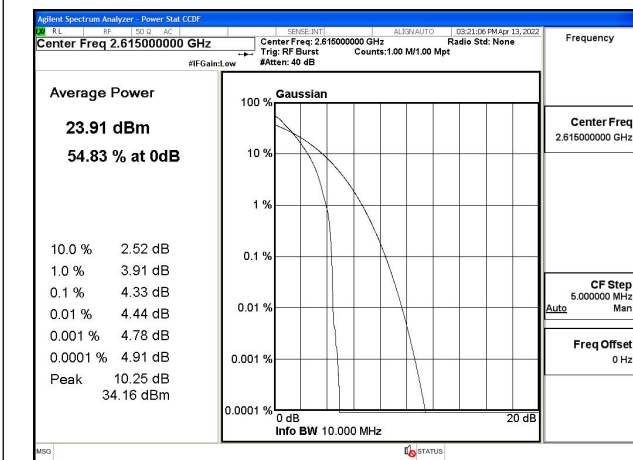 Agilent Spectrum Analyzer - Power Stat CCDF
LXI RL RF 50 Ω AC SENSE:INT ALIGN AUTO 03:21:06 PM Apr 13, 2022
Center Freq 2.615000000 GHz
Center Freq: 2.615000000 GHz Radio Std: None
Trig: RF Burst Counts:1.00 M/1.00 Mpt
#IFGain:Low #Atten: 40 dB
Frequency
Average Power
23.91 dBm
54.83 % at 0dB
10.0 % 2.52 dB
1.0 % 3.91 dB
0.1 % 4.33 dB
0.01 % 4.44 dB
0.001 % 4.78 dB
0.0001 % 4.91 dB
Peak 10.25 dB
34.16 dBm
Gaussian
100 %
10 %
1 %
0.1 %
0.01 %
0.001 %
0.0001 %
0 dB 20 dB
Info BW 10.000 MHz
Center Freq
2.615000000 GHz
CF Step
5.000000 MHz
Auto Man
Freq Offset
0 Hz
MSG STATUS